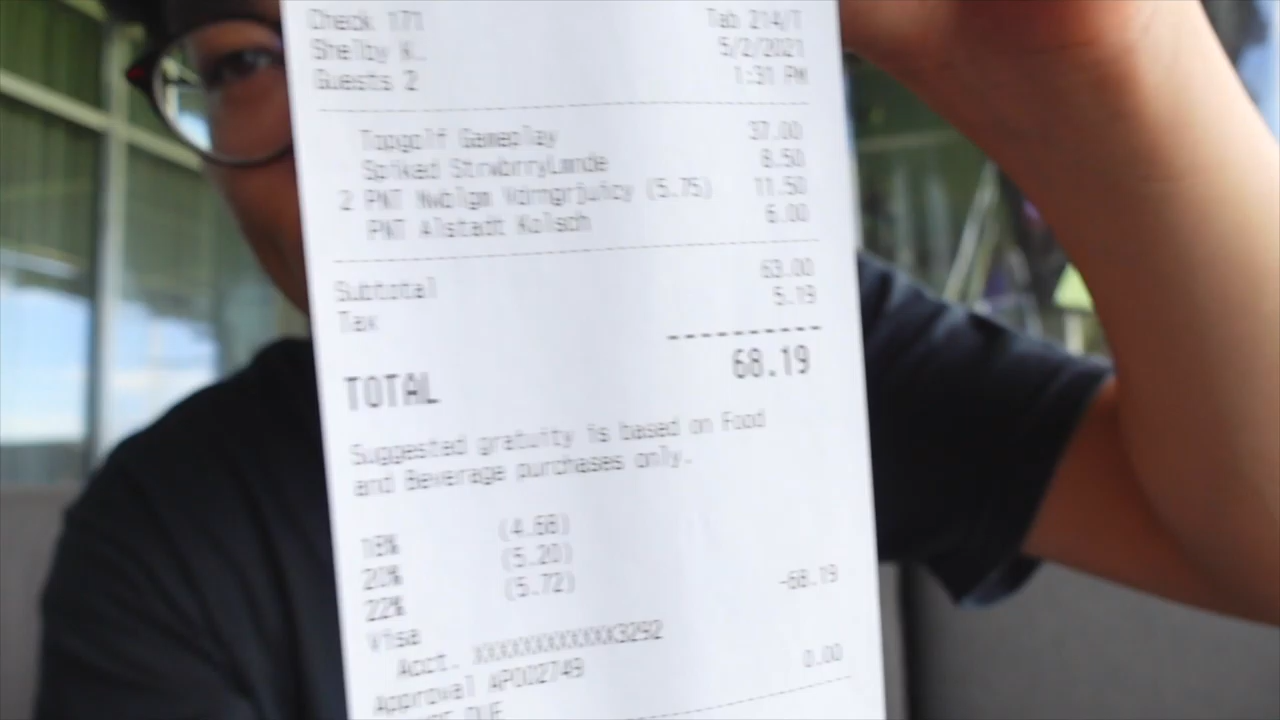 Check 171 Tab 214/1
Shelby K. 5/2/2021
Guests 2 1:31 PM
Topgolf Gameplay 37.00
Spiked StrwbrryLmnde 8.50
2 PNT Nwblgm Vdrngrjuicy (5.75) 11.50
PNT Alstadt Kolsch 6.00
Subtotal 63.00
Tax 5.19
TOTAL 68.19
Suggested gratuity is based on Food
and Beverage purchases only.
18% (4.68)
20% (5.20)
22% (5.72)
Visa -68.19
Acct. XXXXXXXXXXXX3292
Approval AP002749
DUE 0.00